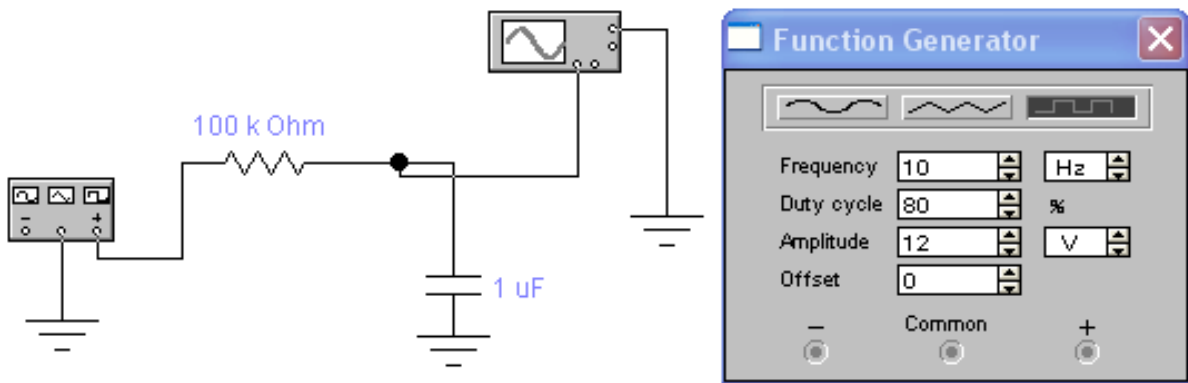 100 k Ohm
− +
1 uF
Function Generator
Frequency 10 Hz
Duty cycle 80 %
Amplitude 12 V
Offset 0
− Common +